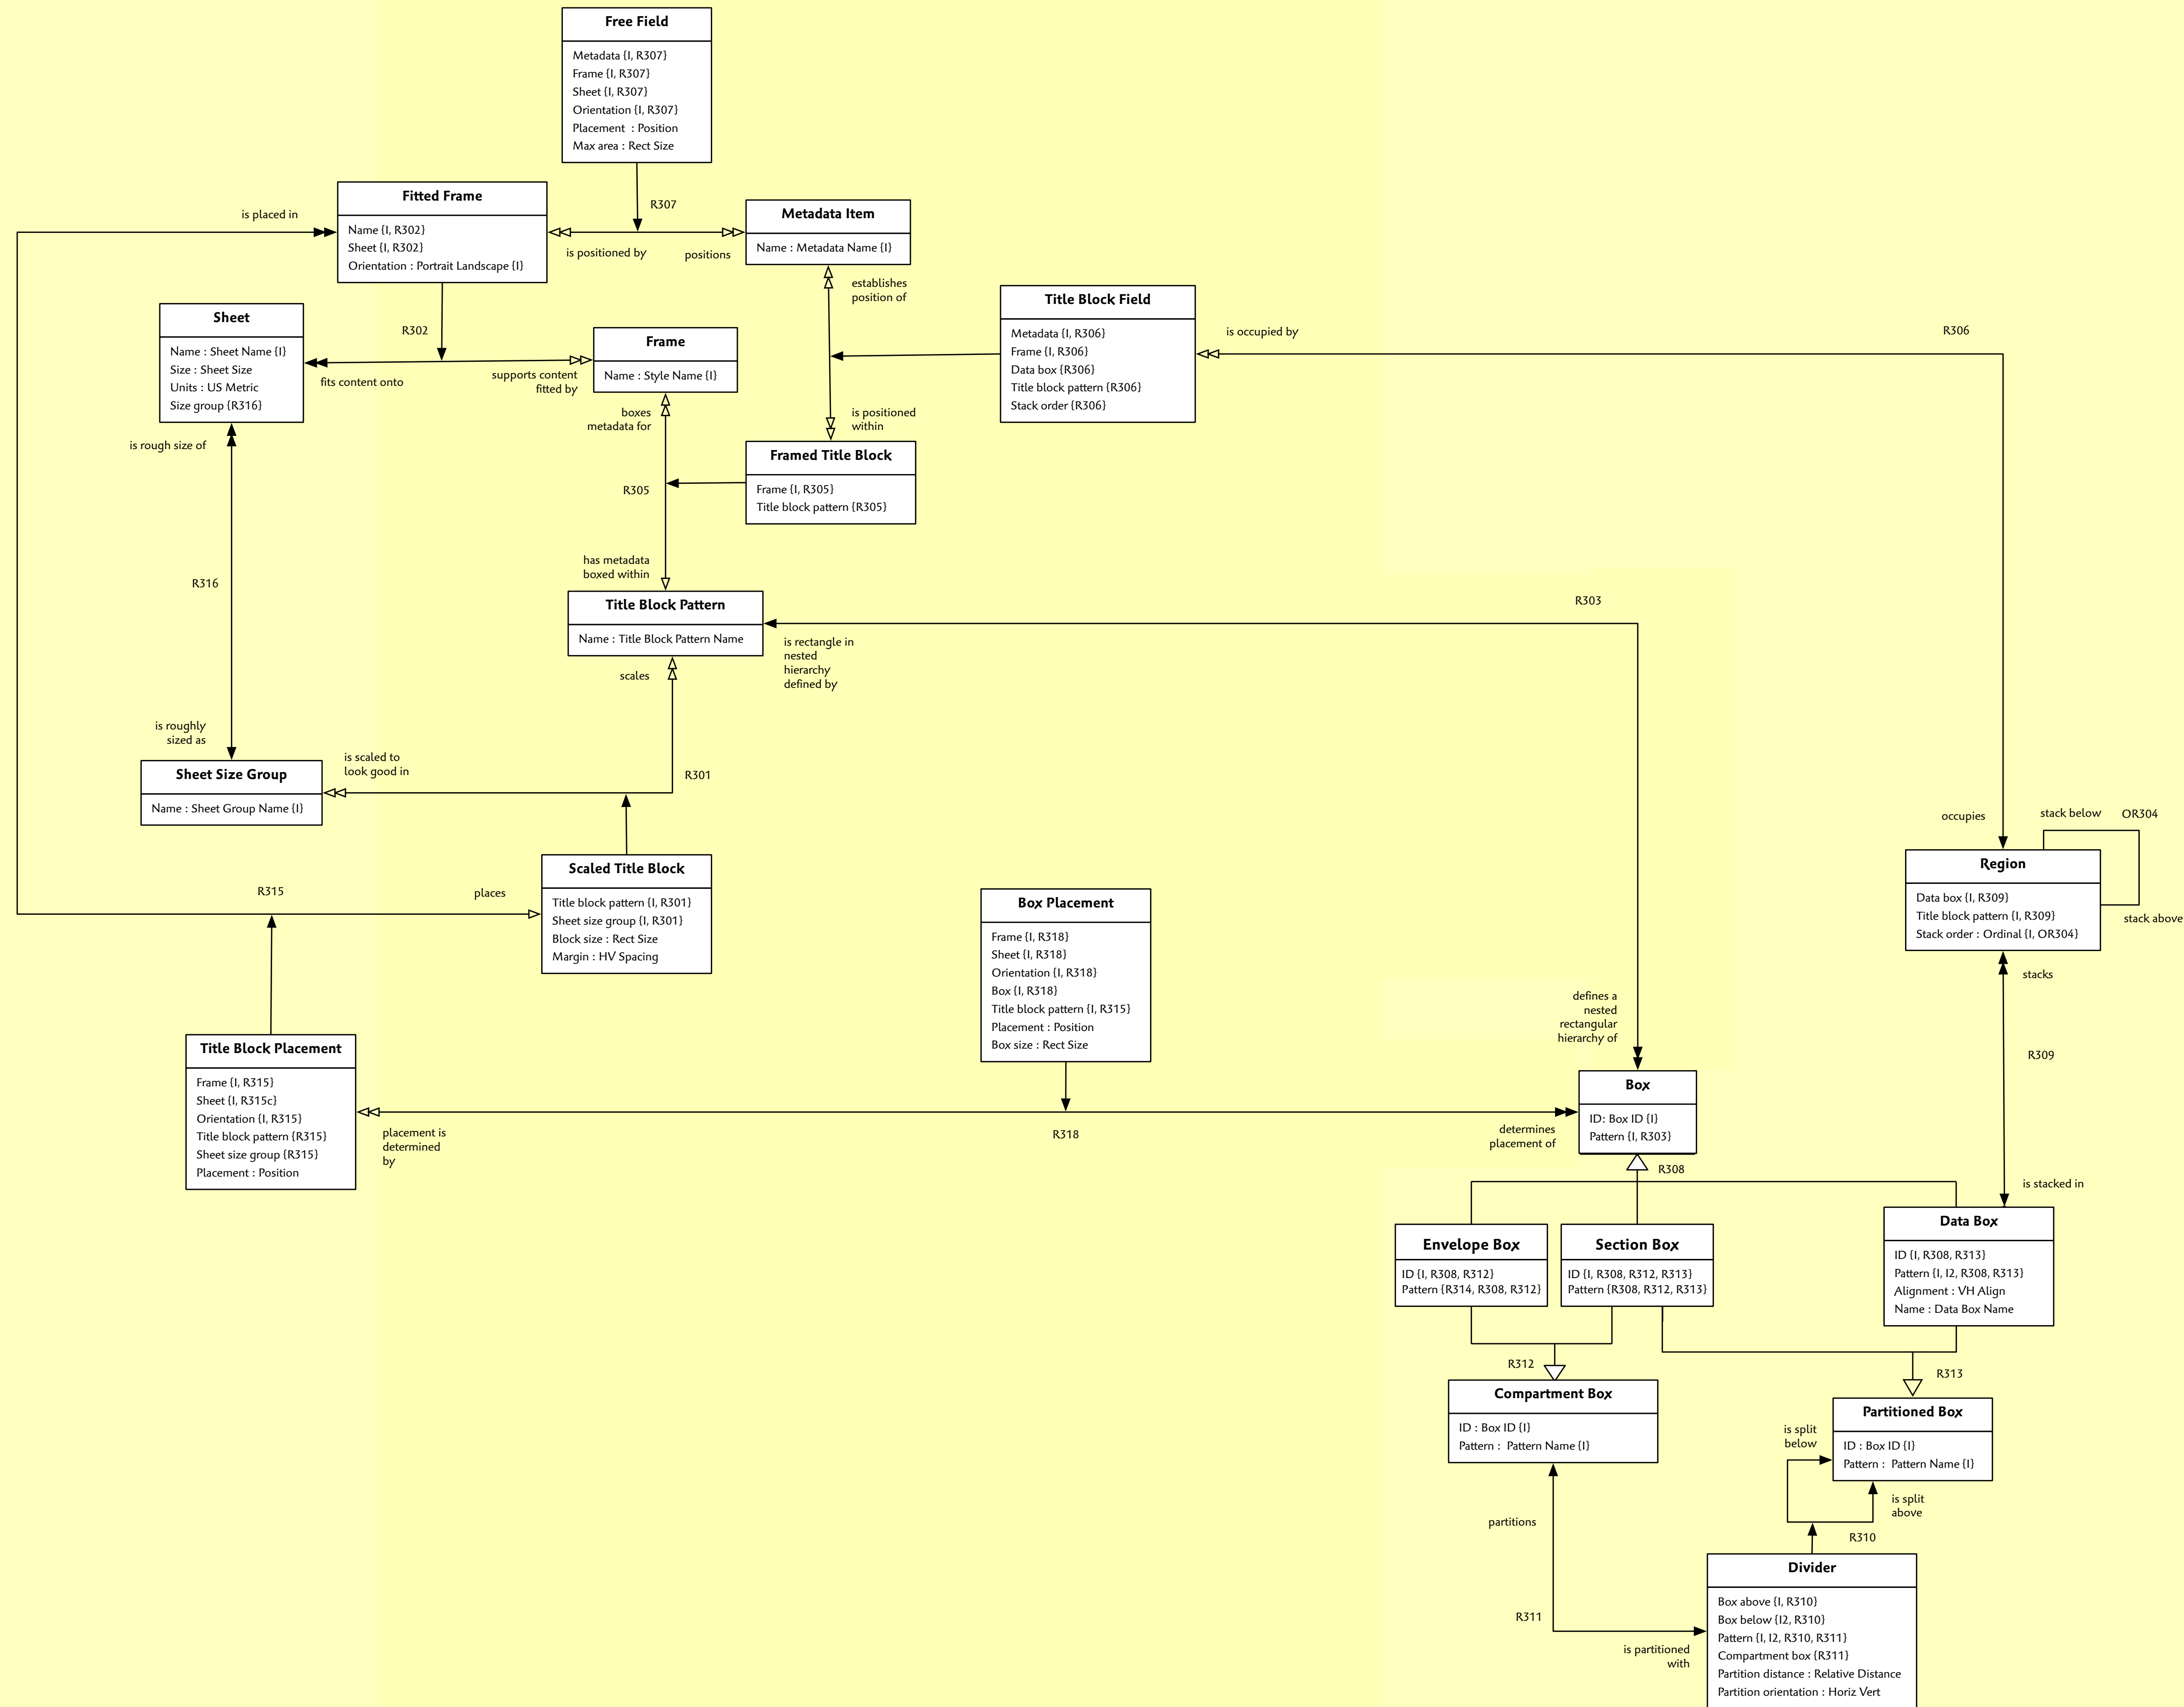 Free Field
Metadata {I, R307}
Frame {I, R307}
Sheet {I, R307}
Orientation {I, R307}
Placement : Position
Max area : Rect Size
R307
Fitted Frame
Name {I, R302}
Sheet {I, R302}
Orientation : Portrait Landscape {I}
is placed in
is positioned by
positions
Metadata Item
Name : Metadata Name {I}
establishes
position of
Title Block Field
Metadata {I, R306}
Frame {I, R306}
Data box {R306}
Title block pattern {R306}
Stack order {R306}
is occupied by
R306
Sheet
Name : Sheet Name {I}
Size : Sheet Size
Units : US Metric
Size group {R316}
R302
fits content onto
supports content
fitted by
Frame
Name : Style Name {I}
boxes
metadata for
is positioned
within
is rough size of
Framed Title Block
Frame {I, R305}
Title block pattern {R305}
R305
has metadata
boxed within
R316
Title Block Pattern
Name : Title Block Pattern Name
R303
is rectangle in
nested
hierarchy
defined by
scales
is roughly
sized as
Sheet Size Group
Name : Sheet Group Name {I}
is scaled to
look good in
R301
Scaled Title Block
Title block pattern {I, R301}
Sheet size group {I, R301}
Block size : Rect Size
Margin : HV Spacing
R315
places
occupies
stack below
OR304
Region
Data box {I, R309}
Title block pattern {I, R309}
Stack order : Ordinal {I, OR304}
stack above
stacks
R309
is stacked in
Box Placement
Frame {I, R318}
Sheet {I, R318}
Orientation {I, R318}
Box {I, R318}
Title block pattern {I, R315}
Placement : Position
Box size : Rect Size
defines a
nested
rectangular
hierarchy of
Title Block Placement
Frame {I, R315}
Sheet {I, R315c}
Orientation {I, R315}
Title block pattern {R315}
Sheet size group {R315}
Placement : Position
placement is
determined
by
R318
determines
placement of
Box
ID: Box ID {I}
Pattern {I, R303}
R308
Envelope Box
ID {I, R308, R312}
Pattern {R314, R308, R312}
Section Box
ID {I, R308, R312, R313}
Pattern {R308, R312, R313}
Data Box
ID {I, R308, R313}
Pattern {I, I2, R308, R313}
Alignment : VH Align
Name : Data Box Name
R312
R313
Compartment Box
ID : Box ID {I}
Pattern : Pattern Name {I}
Partitioned Box
ID : Box ID {I}
Pattern : Pattern Name {I}
is split
below
is split
above
R310
partitions
R311
is partitioned
with
Divider
Box above {I, R310}
Box below {I2, R310}
Pattern {I, I2, R310, R311}
Compartment box {R311}
Partition distance : Relative Distance
Partition orientation : Horiz Vert